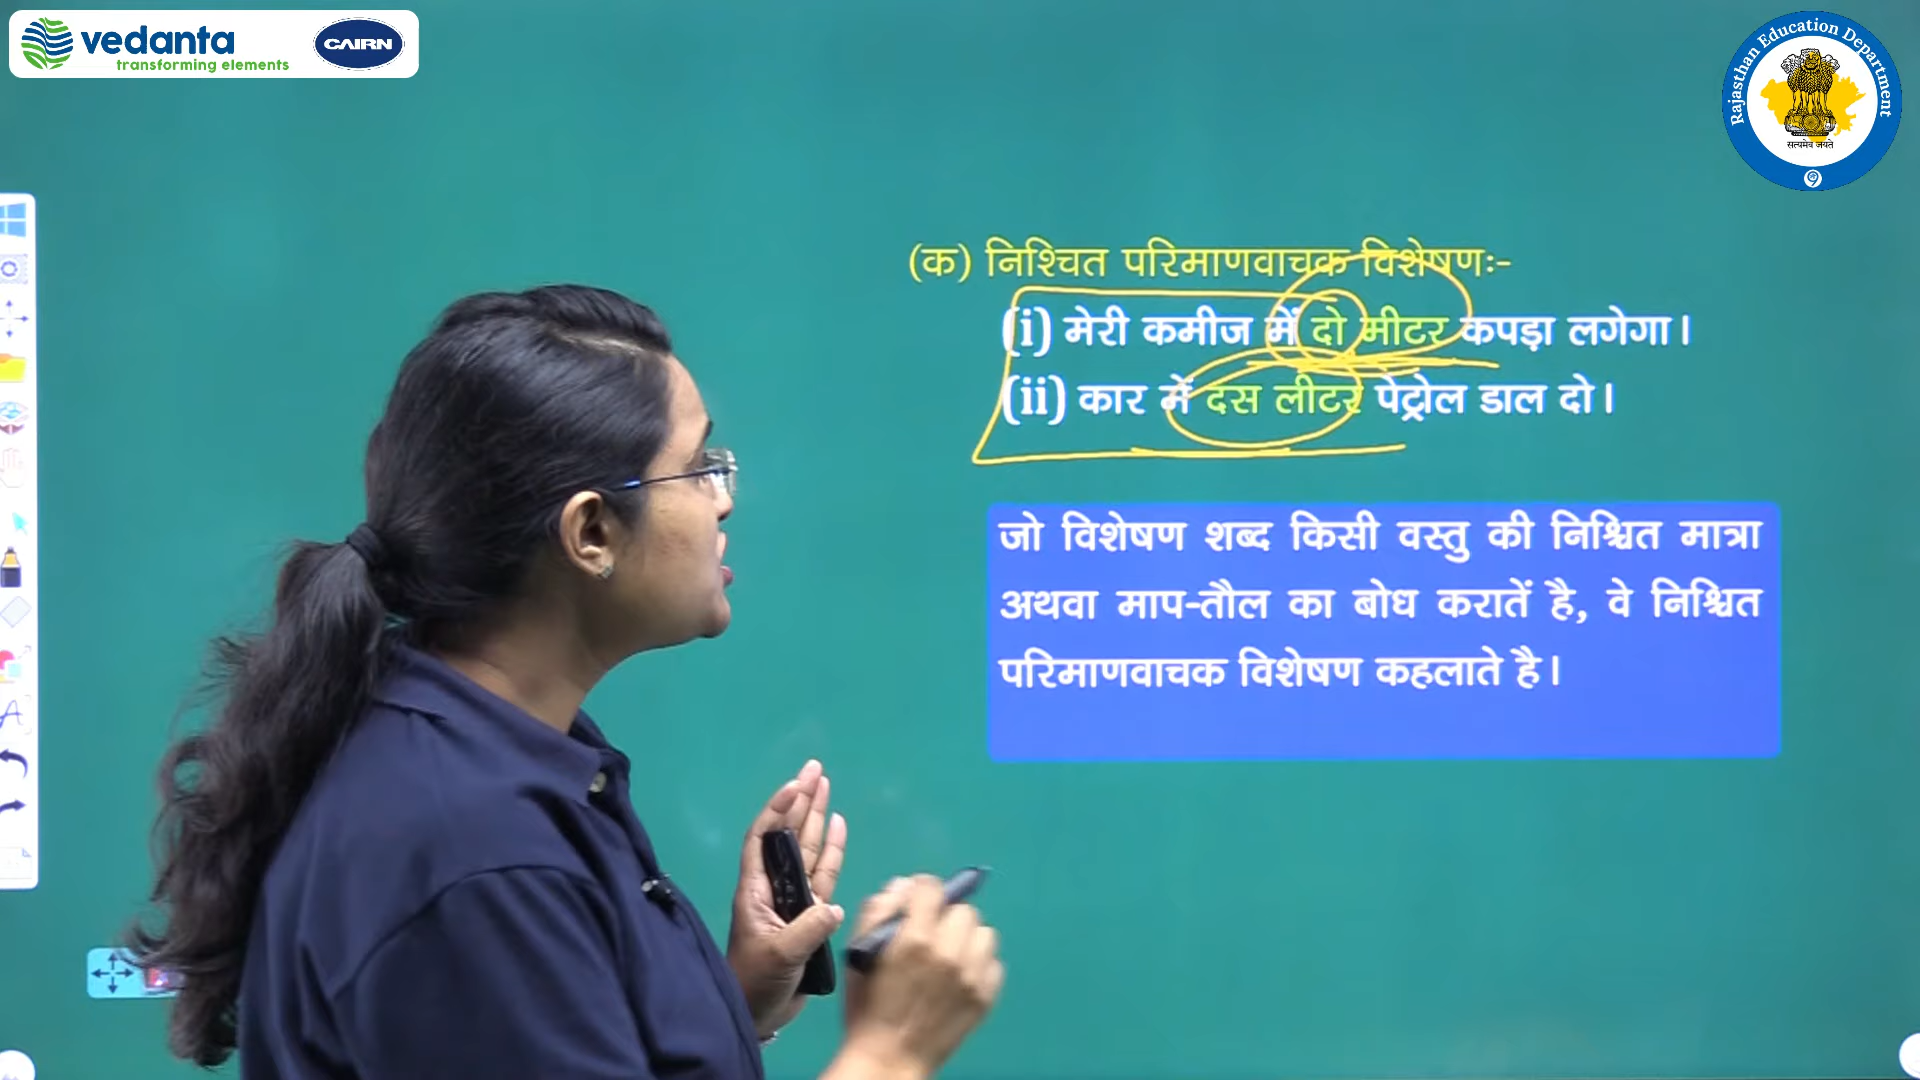 vedanta
transforming elements
CAIRN
Rajasthan Education Department
सत्यमेव जयते
(क) निश्चित परिमाणवाचक विशेषणः-
(i) मेरी कमीज में दो मीटर कपड़ा लगेगा।
(ii) कार में दस लीटर पेट्रोल डाल दो।
जो विशेषण शब्द किसी वस्तु की निश्चित मात्रा
अथवा माप-तौल का बोध करातें है, वे निश्चित
परिमाणवाचक विशेषण कहलाते है।